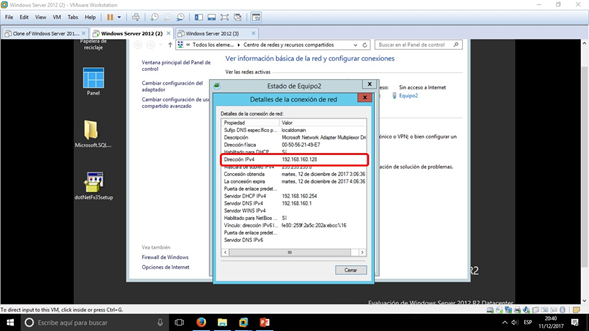 Windows Server 2012 (2) - VMware Workstation
File Edit View VM Tabs Help
Clone of Windows Server 201... Windows Server 2012 (2) Windows Server 2012 (3)
Papelera de
reciclaje
Panel
Microsoft.SQL...
dotNetFx35setup
Todos los eleme... Centro de redes y recursos compartidos
Buscar en el Panel de control
Ventana principal del Panel de
control
Cambiar configuración del
adaptador
Cambiar configuración de uso
compartido avanzado
Ver información básica de la red y configurar conexiones
Ver las redes activas
Sin acceso a Internet
Equipo2
Estado de Equipo2
Detalles de la conexión de red
Detalles de la conexión de red:
Propiedad Valor
Sufijo DNS específico p... localdomain
Descripción Microsoft Network Adapter Multiplexor Dri
Dirección física 00-50-56-21-49-E7
Habilitado para DHCP Sí
Dirección IPv4 192.168.160.128
Máscara de subred IPv4 255.255.255.0
Concesión obtenida martes, 12 de diciembre de 2017 3:06:36
La concesión expira martes, 12 de diciembre de 2017 4:06:36
Puerta de enlace predet...
Servidor DHCP IPv4 192.168.160.254
Servidor DNS IPv4 192.168.160.1
Servidor WINS IPv4
Habilitado para NetBios ... Sí
Vínculo: dirección IPv6 l...
Puerta de enlace predet...
Servidor DNS IPv6
Cerrar
ónico o VPN; o bien configurar un
ación de solución de problemas.
Vea también
Firewall de Windows
Opciones de Internet
R2
Evaluación de Windows Server 2012 R2 Datacenter
To direct input to this VM, click inside or press Ctrl+G.
Escribe aquí para buscar
ESP
20:40
11/12/2017